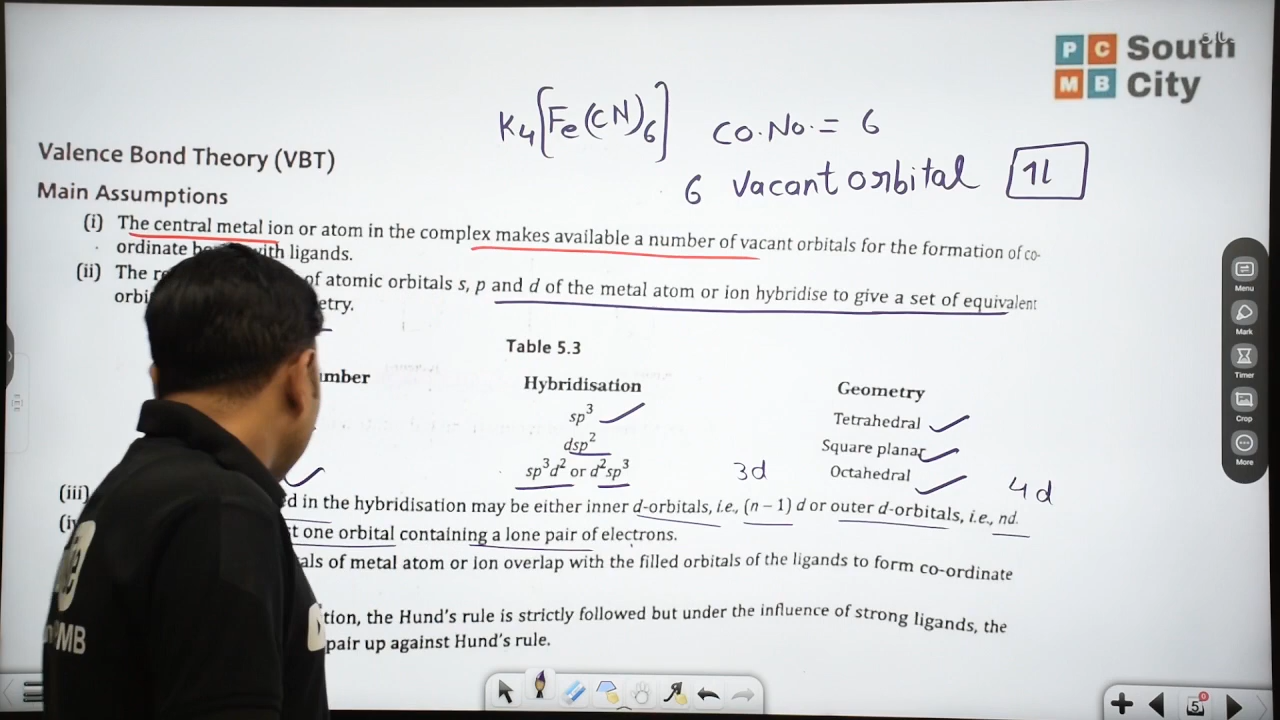 P C South
M B City
K4[Fe(CN)6] CO.NO. = 6
Valence Bond Theory (VBT)
6 vacant orbital 1l
Main Assumptions
(i) The central metal ion or atom in the complex makes available a number of vacant orbitals for the formation of co-
ordinate with ligands.
(ii) The of atomic orbitals s, p and d of the metal atom or ion hybridise to give a set of equivalent
Table 5.3
Hybridisation Geometry
sp³ Tetrahedral
dsp² Square planar
sp³d² or d²sp³ 3d Octahedral 4d
(iii) in the hybridisation may be either inner d-orbitals, i.e., (n – 1) d or outer d-orbitals, i.e., nd.
one orbital containing a lone pair of electrons.
of metal atom or ion overlap with the filled orbitals of the ligands to form co-ordinate
the Hund's rule is strictly followed but under the influence of strong ligands, the
pair up against Hund's rule.
Menu
Mark
Timer
Crop
More
5
MB